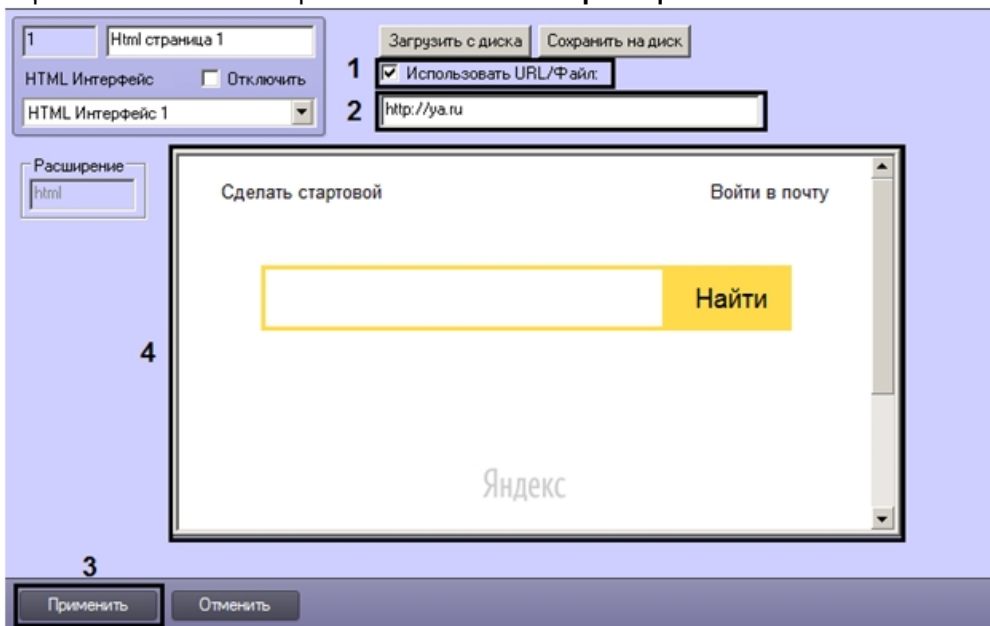 1
Html страница 1
Загрузить с диска
Сохранить на диск
HTML Интерфейс
Отключить
1
Использовать URL/Файл:
HTML Интерфейс 1
2
http://ya.ru
Расширение
html
Сделать стартовой
Войти в почту
Найти
4
Яндекс
3
Применить
Отменить